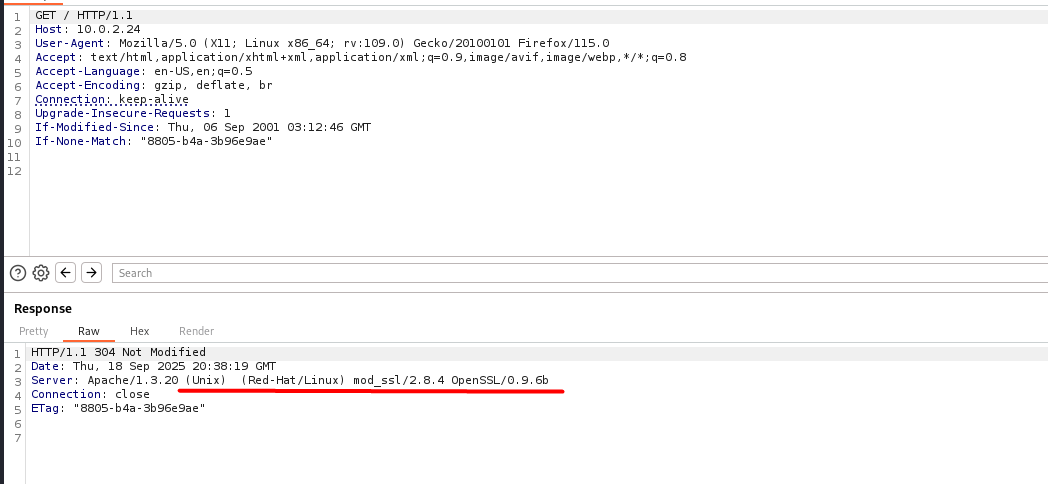 1 GET / HTTP/1.1
2 Host: 10.0.2.24
3 User-Agent: Mozilla/5.0 (X11; Linux x86_64; rv:109.0) Gecko/20100101 Firefox/115.0
4 Accept: text/html,application/xhtml+xml,application/xml;q=0.9,image/avif,image/webp,*/*;q=0.8
5 Accept-Language: en-US,en;q=0.5
6 Accept-Encoding: gzip, deflate, br
7 Connection: keep-alive
8 Upgrade-Insecure-Requests: 1
9 If-Modified-Since: Thu, 06 Sep 2001 03:12:46 GMT
10 If-None-Match: "8805-b4a-3b96e9ae"
11
12
Search
Response
Pretty Raw Hex Render
1 HTTP/1.1 304 Not Modified
2 Date: Thu, 18 Sep 2025 20:38:19 GMT
3 Server: Apache/1.3.20 (Unix)  (Red-Hat/Linux) mod_ssl/2.8.4 OpenSSL/0.9.6b
4 Connection: close
5 ETag: "8805-b4a-3b96e9ae"
6
7